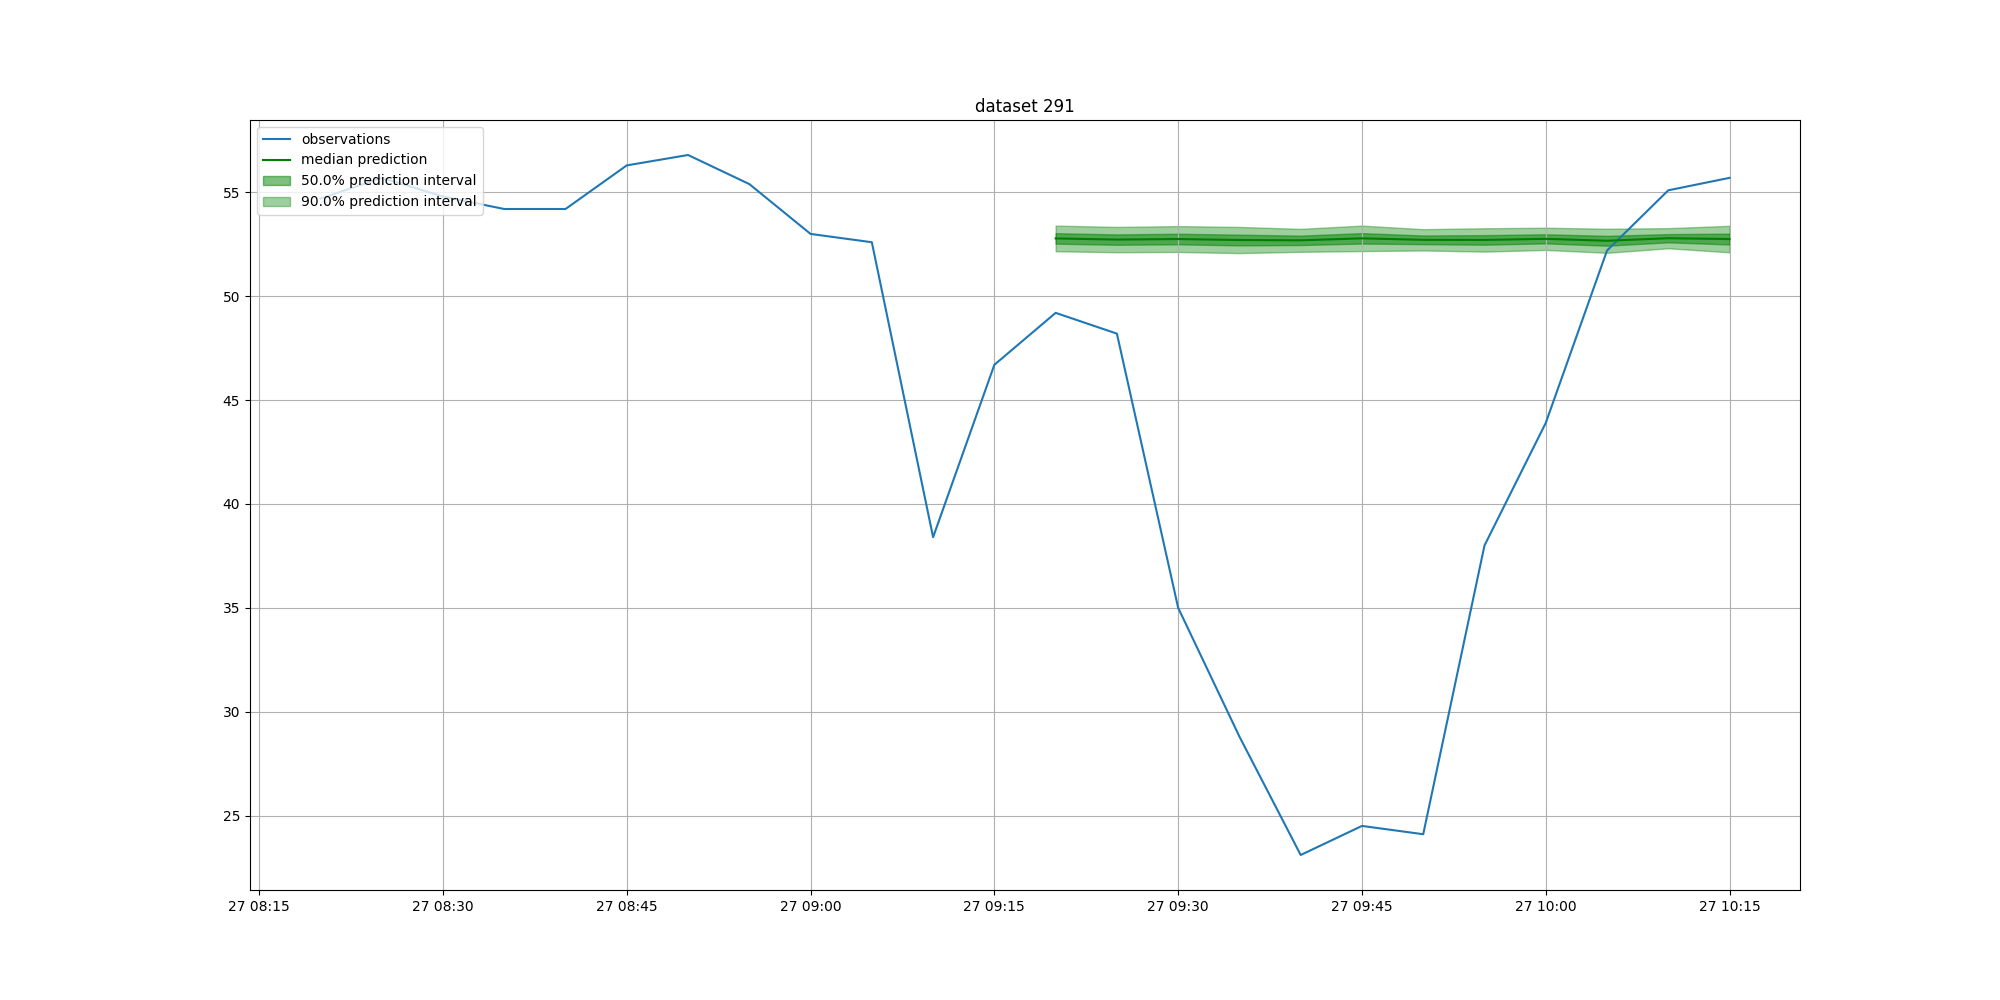 dataset 291
observations
median prediction
50.0% prediction interval
90.0% prediction interval
55
50
45
40
35
30
25
27 08:15 27 08:30 27 08:45 27 09:00 27 09:15 27 09:30 27 09:45 27 10:00 27 10:15